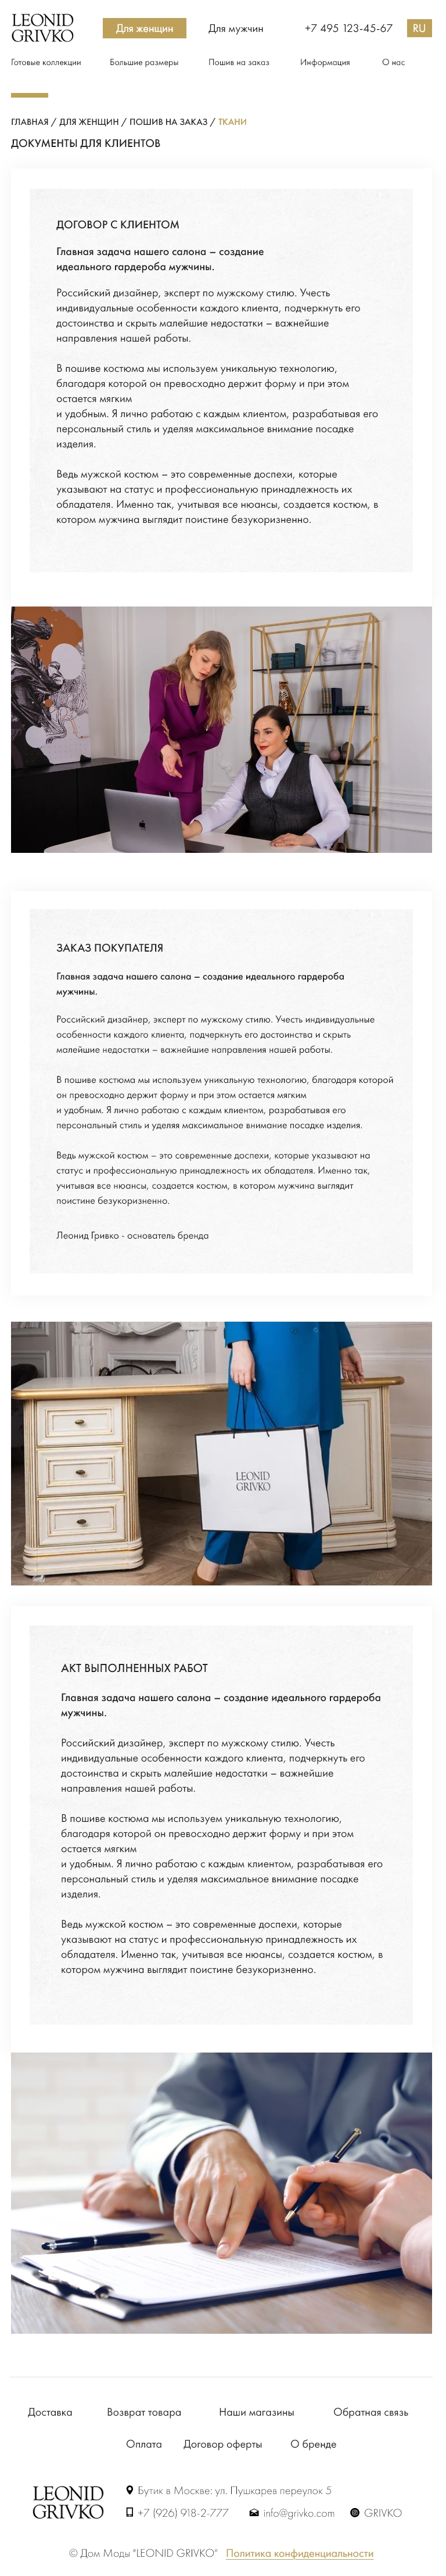 LEONID
GRIVKO
Для женщин
Для мужчин
+7 495 123-45-67
RU
Готовые коллекции
Большие размеры
Пошив на заказ
Информация
О нас
ГЛАВНАЯ / ДЛЯ ЖЕНЩИН / ПОШИВ НА ЗАКАЗ / ТКАНИ
ДОКУМЕНТЫ ДЛЯ КЛИЕНТОВ
ДОГОВОР С КЛИЕНТОМ
Главная задача нашего салона – создание
идеального гардероба мужчины.
Российский дизайнер, эксперт по мужскому стилю. Учесть
индивидуальные особенности каждого клиента, подчеркнуть его
достоинства и скрыть малейшие недостатки – важнейшие
направления нашей работы.
В пошиве костюма мы используем уникальную технологию,
благодаря которой он превосходно держит форму и при этом
остается мягким
и удобным. Я лично работаю с каждым клиентом, разрабатывая его
персональный стиль и уделяя максимальное внимание посадке
изделия.
Ведь мужской костюм – это современные доспехи, которые
указывают на статус и профессиональную принадлежность их
обладателя. Именно так, учитывая все нюансы, создается костюм, в
котором мужчина выглядит поистине безукоризненно.
ЗАКАЗ ПОКУПАТЕЛЯ
Главная задача нашего салона – создание идеального гардероба
мужчины.
Российский дизайнер, эксперт по мужскому стилю. Учесть индивидуальные
особенности каждого клиента, подчеркнуть его достоинства и скрыть
малейшие недостатки – важнейшие направления нашей работы.
В пошиве костюма мы используем уникальную технологию, благодаря которой
он превосходно держит форму и при этом остается мягким
и удобным. Я лично работаю с каждым клиентом, разрабатывая его
персональный стиль и уделяя максимальное внимание посадке изделия.
Ведь мужской костюм – это современные доспехи, которые указывают на
статус и профессиональную принадлежность их обладателя. Именно так,
учитывая все нюансы, создается костюм, в котором мужчина выглядит
поистине безукоризненно.
Леонид Гривко - основатель бренда
LEONID
GRIVKO
АКТ ВЫПОЛНЕННЫХ РАБОТ
Главная задача нашего салона – создание идеального гардероба
мужчины.
Российский дизайнер, эксперт по мужскому стилю. Учесть
индивидуальные особенности каждого клиента, подчеркнуть его
достоинства и скрыть малейшие недостатки – важнейшие
направления нашей работы.
В пошиве костюма мы используем уникальную технологию,
благодаря которой он превосходно держит форму и при этом
остается мягким
и удобным. Я лично работаю с каждым клиентом, разрабатывая его
персональный стиль и уделяя максимальное внимание посадке
изделия.
Ведь мужской костюм – это современные доспехи, которые
указывают на статус и профессиональную принадлежность их
обладателя. Именно так, учитывая все нюансы, создается костюм, в
котором мужчина выглядит поистине безукоризненно.
Доставка
Возврат товара
Наши магазины
Обратная связь
Оплата
Договор оферты
О бренде
LEONID
GRIVKO
Бутик в Москве: ул. Пушкарев переулок 5
+7 (926) 918-2-777
info@grivko.com
GRIVKO
© Дом Моды "LEONID GRIVKO" Политика конфиденциальности